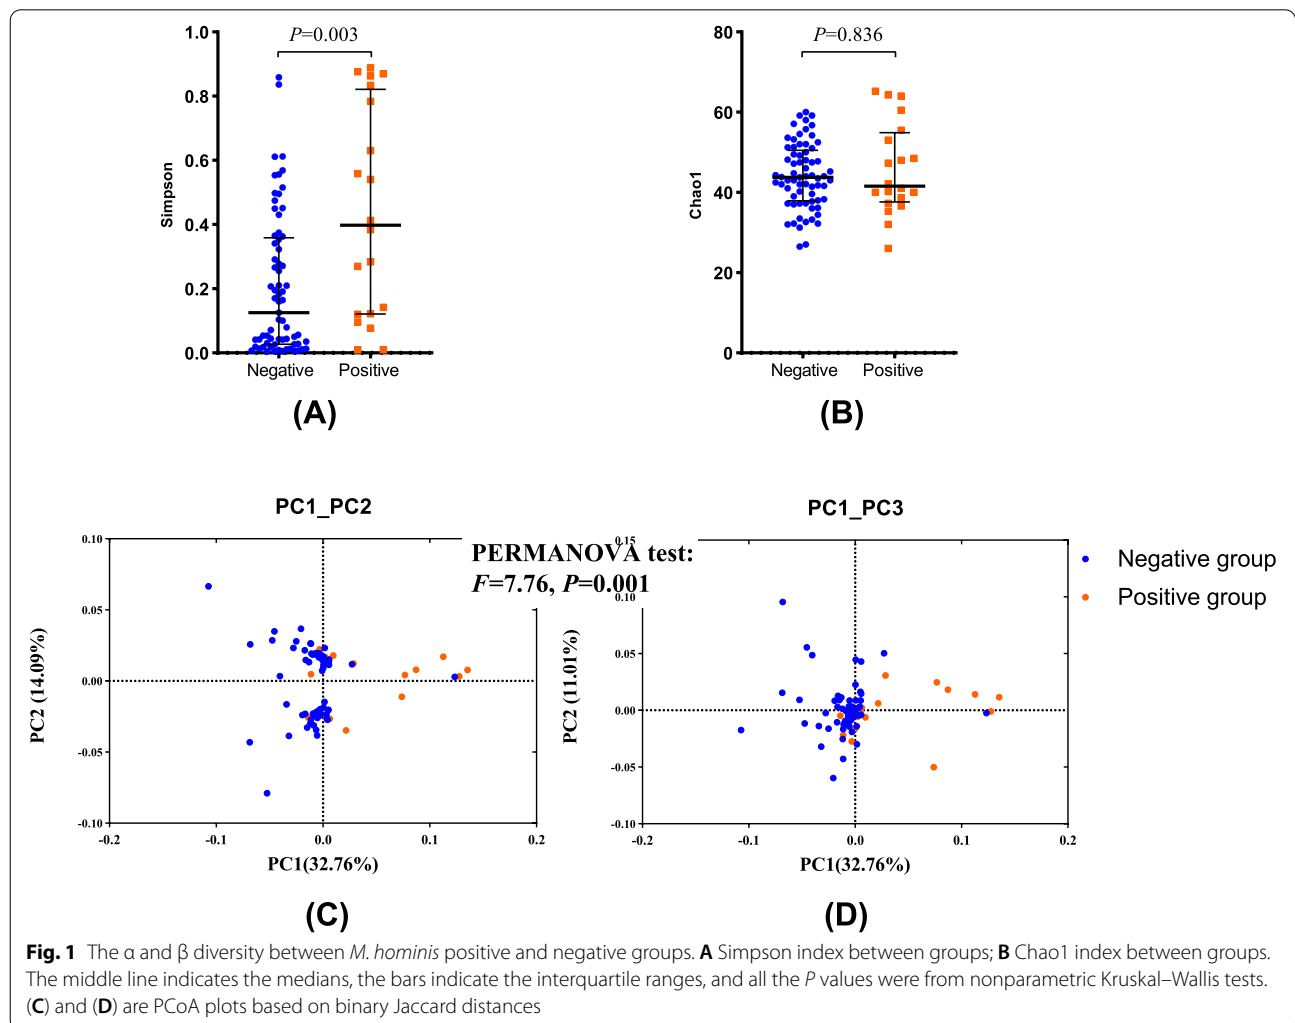 P=0.003
1.0
0.8
0.6
0.4
0.2
0.0
Simpson
Negative Positive
(A)
P=0.836
80
60
40
20
0
Chao1
Negative Positive
(B)
PC1_PC2
0.10
0.05
0.00
-0.05
-0.10
PC2 (14.09%)
-0.2 -0.1 0.0 0.1 0.2
PC1(32.76%)
(C)
PERMANOVA test:
F=7.76, P=0.001
PC1_PC3
0.15
0.10
0.05
0.00
-0.05
-0.10
PC2 (11.01%)
-0.2 -0.1 0.0 0.1 0.2
PC1(32.76%)
(D)
Negative group
Positive group
Fig. 1 The α and β diversity between M. hominis positive and negative groups. A Simpson index between groups; B Chao1 index between groups.
The middle line indicates the medians, the bars indicate the interquartile ranges, and all the P values were from nonparametric Kruskal–Wallis tests.
(C) and (D) are PCoA plots based on binary Jaccard distances